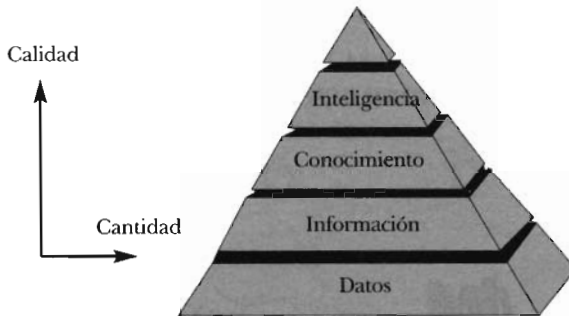 Calidad
Inteligencia
Conocimiento
Cantidad
Información
Datos